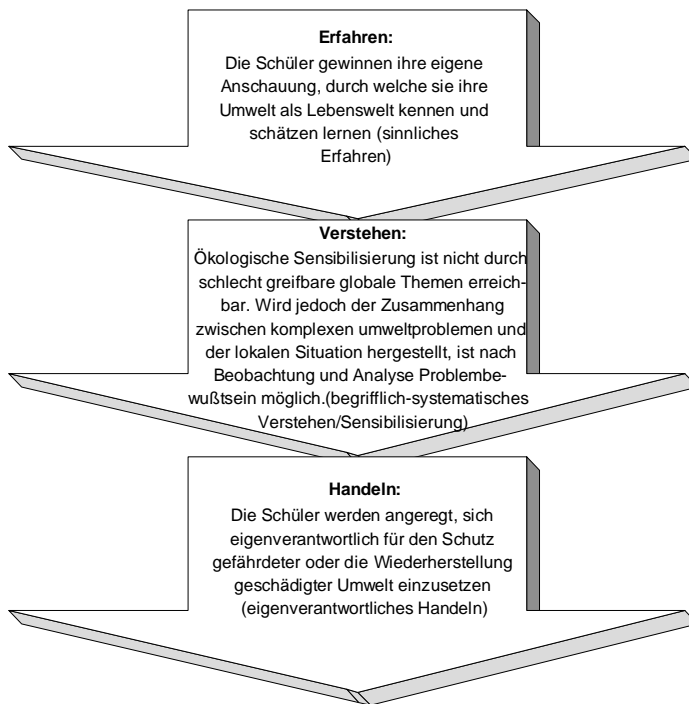 Erfahren:
Die Schüler gewinnen ihre eigene
Anschauung, durch welche sie ihre
Umwelt als Lebenswelt kennen und
schätzen lernen (sinnliches
Erfahren)
Verstehen:
Ökologische Sensibilisierung ist nicht durch
schlecht greifbare globale Themen erreich-
bar. Wird jedoch der Zusammenhang
zwischen komplexen umweltproblemen und
der lokalen Situation hergestellt, ist nach
Beobachtung und Analyse Problembe-
wußtsein möglich.(begrifflich-systematisches
Verstehen/Sensibilisierung)
Handeln:
Die Schüler werden angeregt, sich
eigenverantwortlich für den Schutz
gefährdeter oder die Wiederherstellung
geschädigter Umwelt einzusetzen
(eigenverantwortliches Handeln)